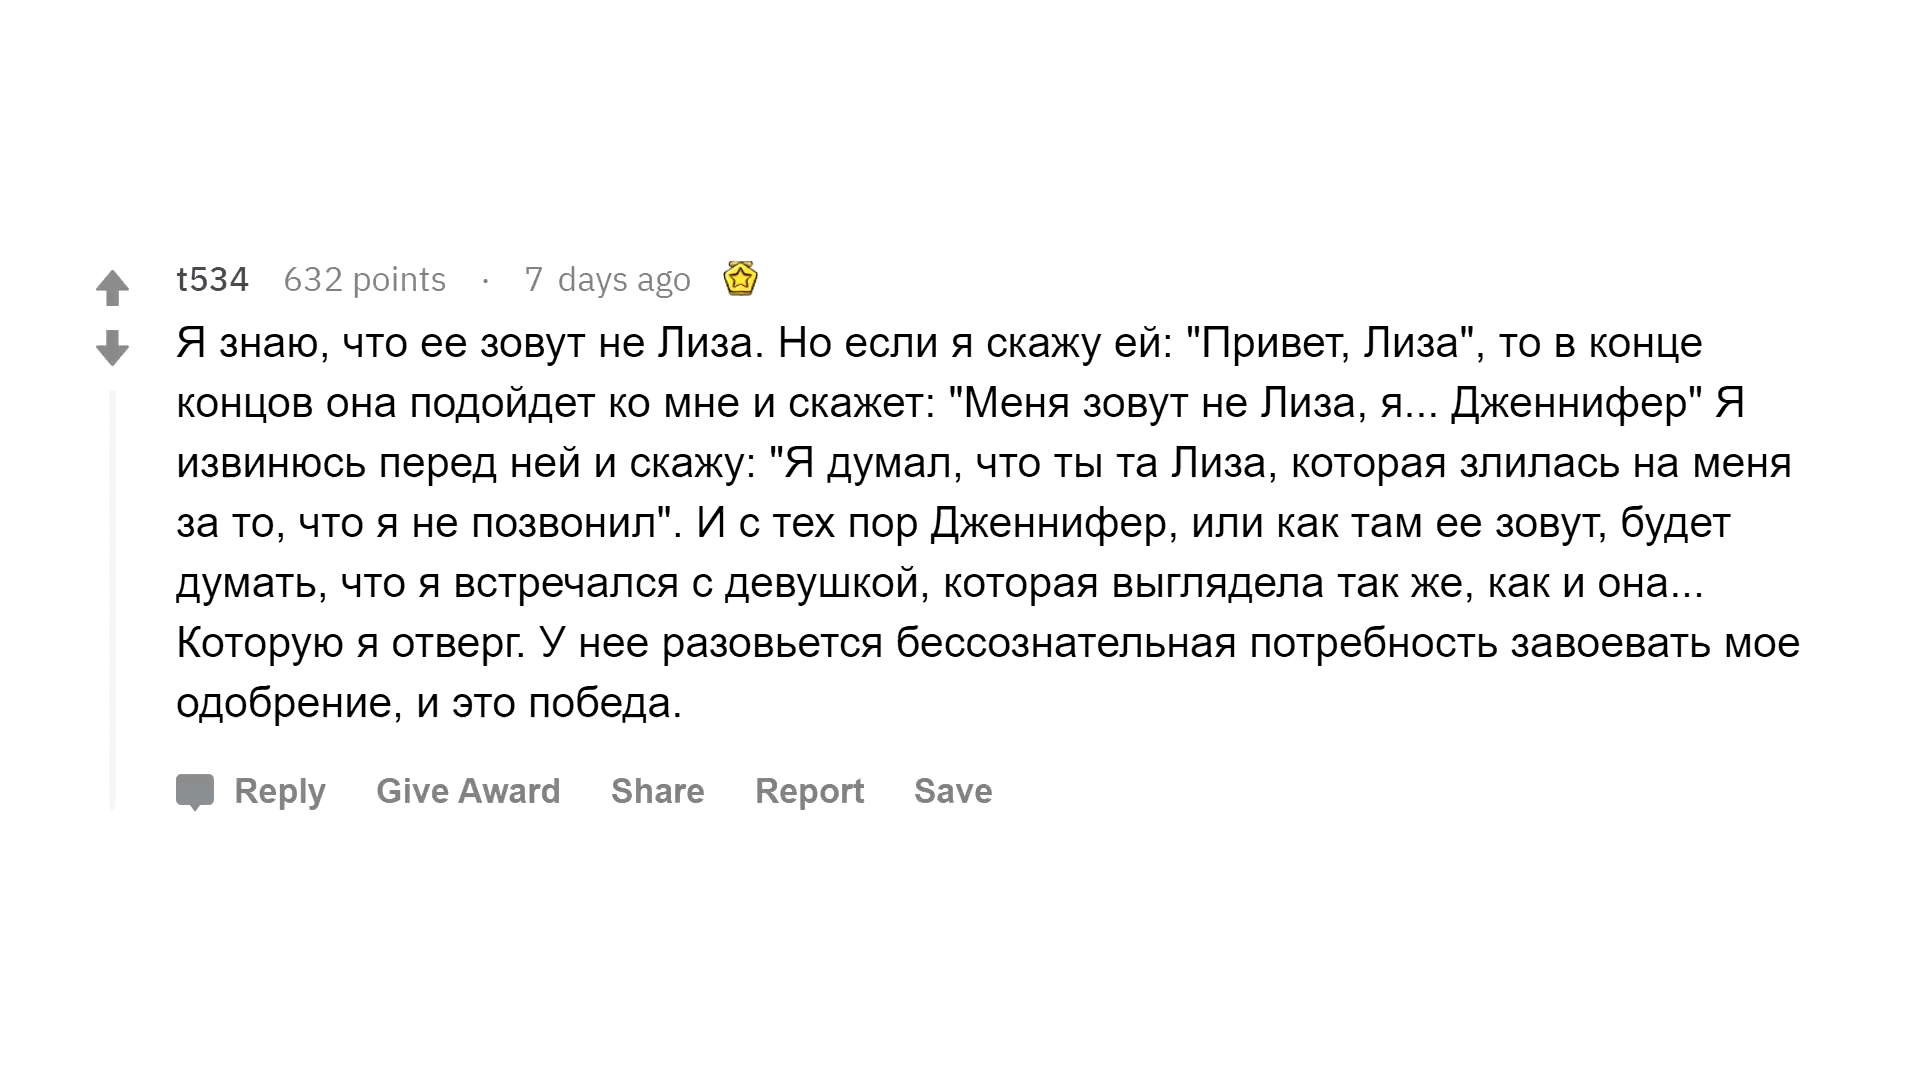 t534 632 points · 7 days ago
Я знаю, что ее зовут не Лиза. Но если я скажу ей: "Привет, Лиза", то в конце
концов она подойдет ко мне и скажет: "Меня зовут не Лиза, я... Дженнифер" Я
извинюсь перед ней и скажу: "Я думал, что ты та Лиза, которая злилась на меня
за то, что я не позвонил". И с тех пор Дженнифер, или как там ее зовут, будет
думать, что я встречался с девушкой, которая выглядела так же, как и она...
Которую я отверг. У нее разовьется бессознательная потребность завоевать мое
одобрение, и это победа.
Reply Give Award Share Report Save